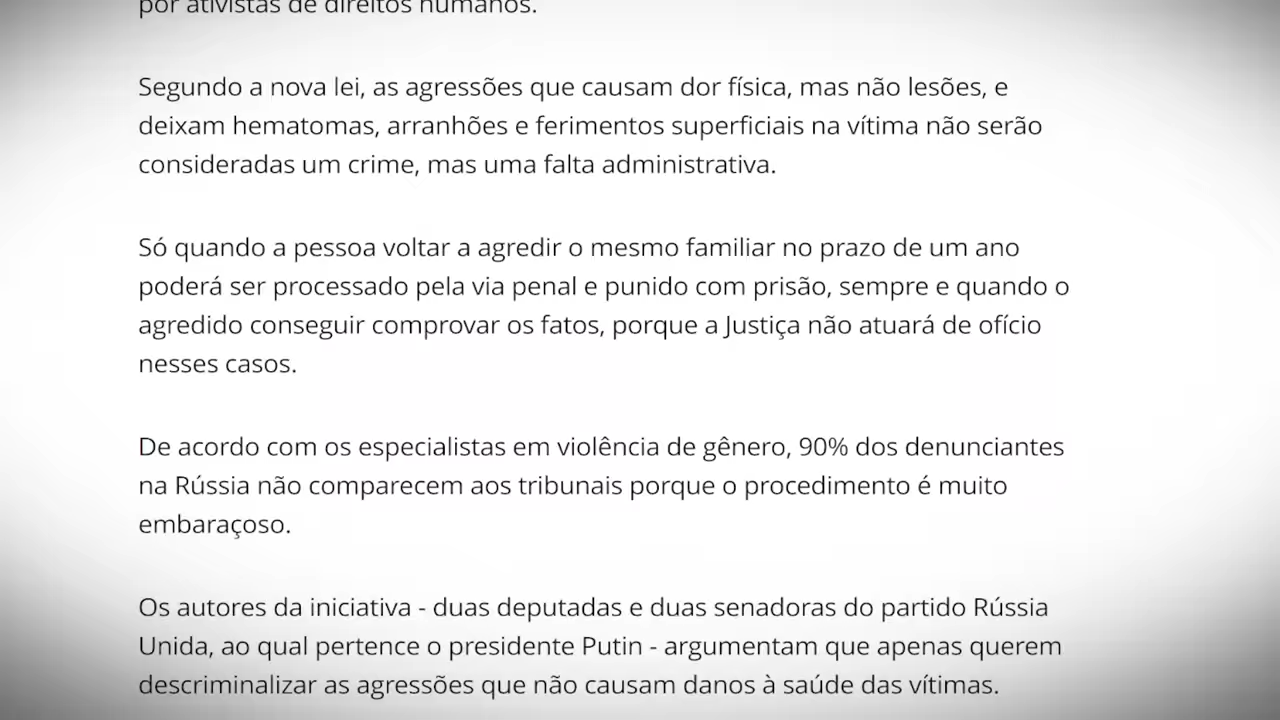 por ativistas de direitos humanos.
Segundo a nova lei, as agressões que causam dor física, mas não lesões, e
deixam hematomas, arranhões e ferimentos superficiais na vítima não serão
consideradas um crime, mas uma falta administrativa.
Só quando a pessoa voltar a agredir o mesmo familiar no prazo de um ano
poderá ser processado pela via penal e punido com prisão, sempre e quando o
agredido conseguir comprovar os fatos, porque a Justiça não atuará de ofício
nesses casos.
De acordo com os especialistas em violência de gênero, 90% dos denunciantes
na Rússia não comparecem aos tribunais porque o procedimento é muito
embaraçoso.
Os autores da iniciativa - duas deputadas e duas senadoras do partido Rússia
Unida, ao qual pertence o presidente Putin - argumentam que apenas querem
descriminalizar as agressões que não causam danos à saúde das vítimas.